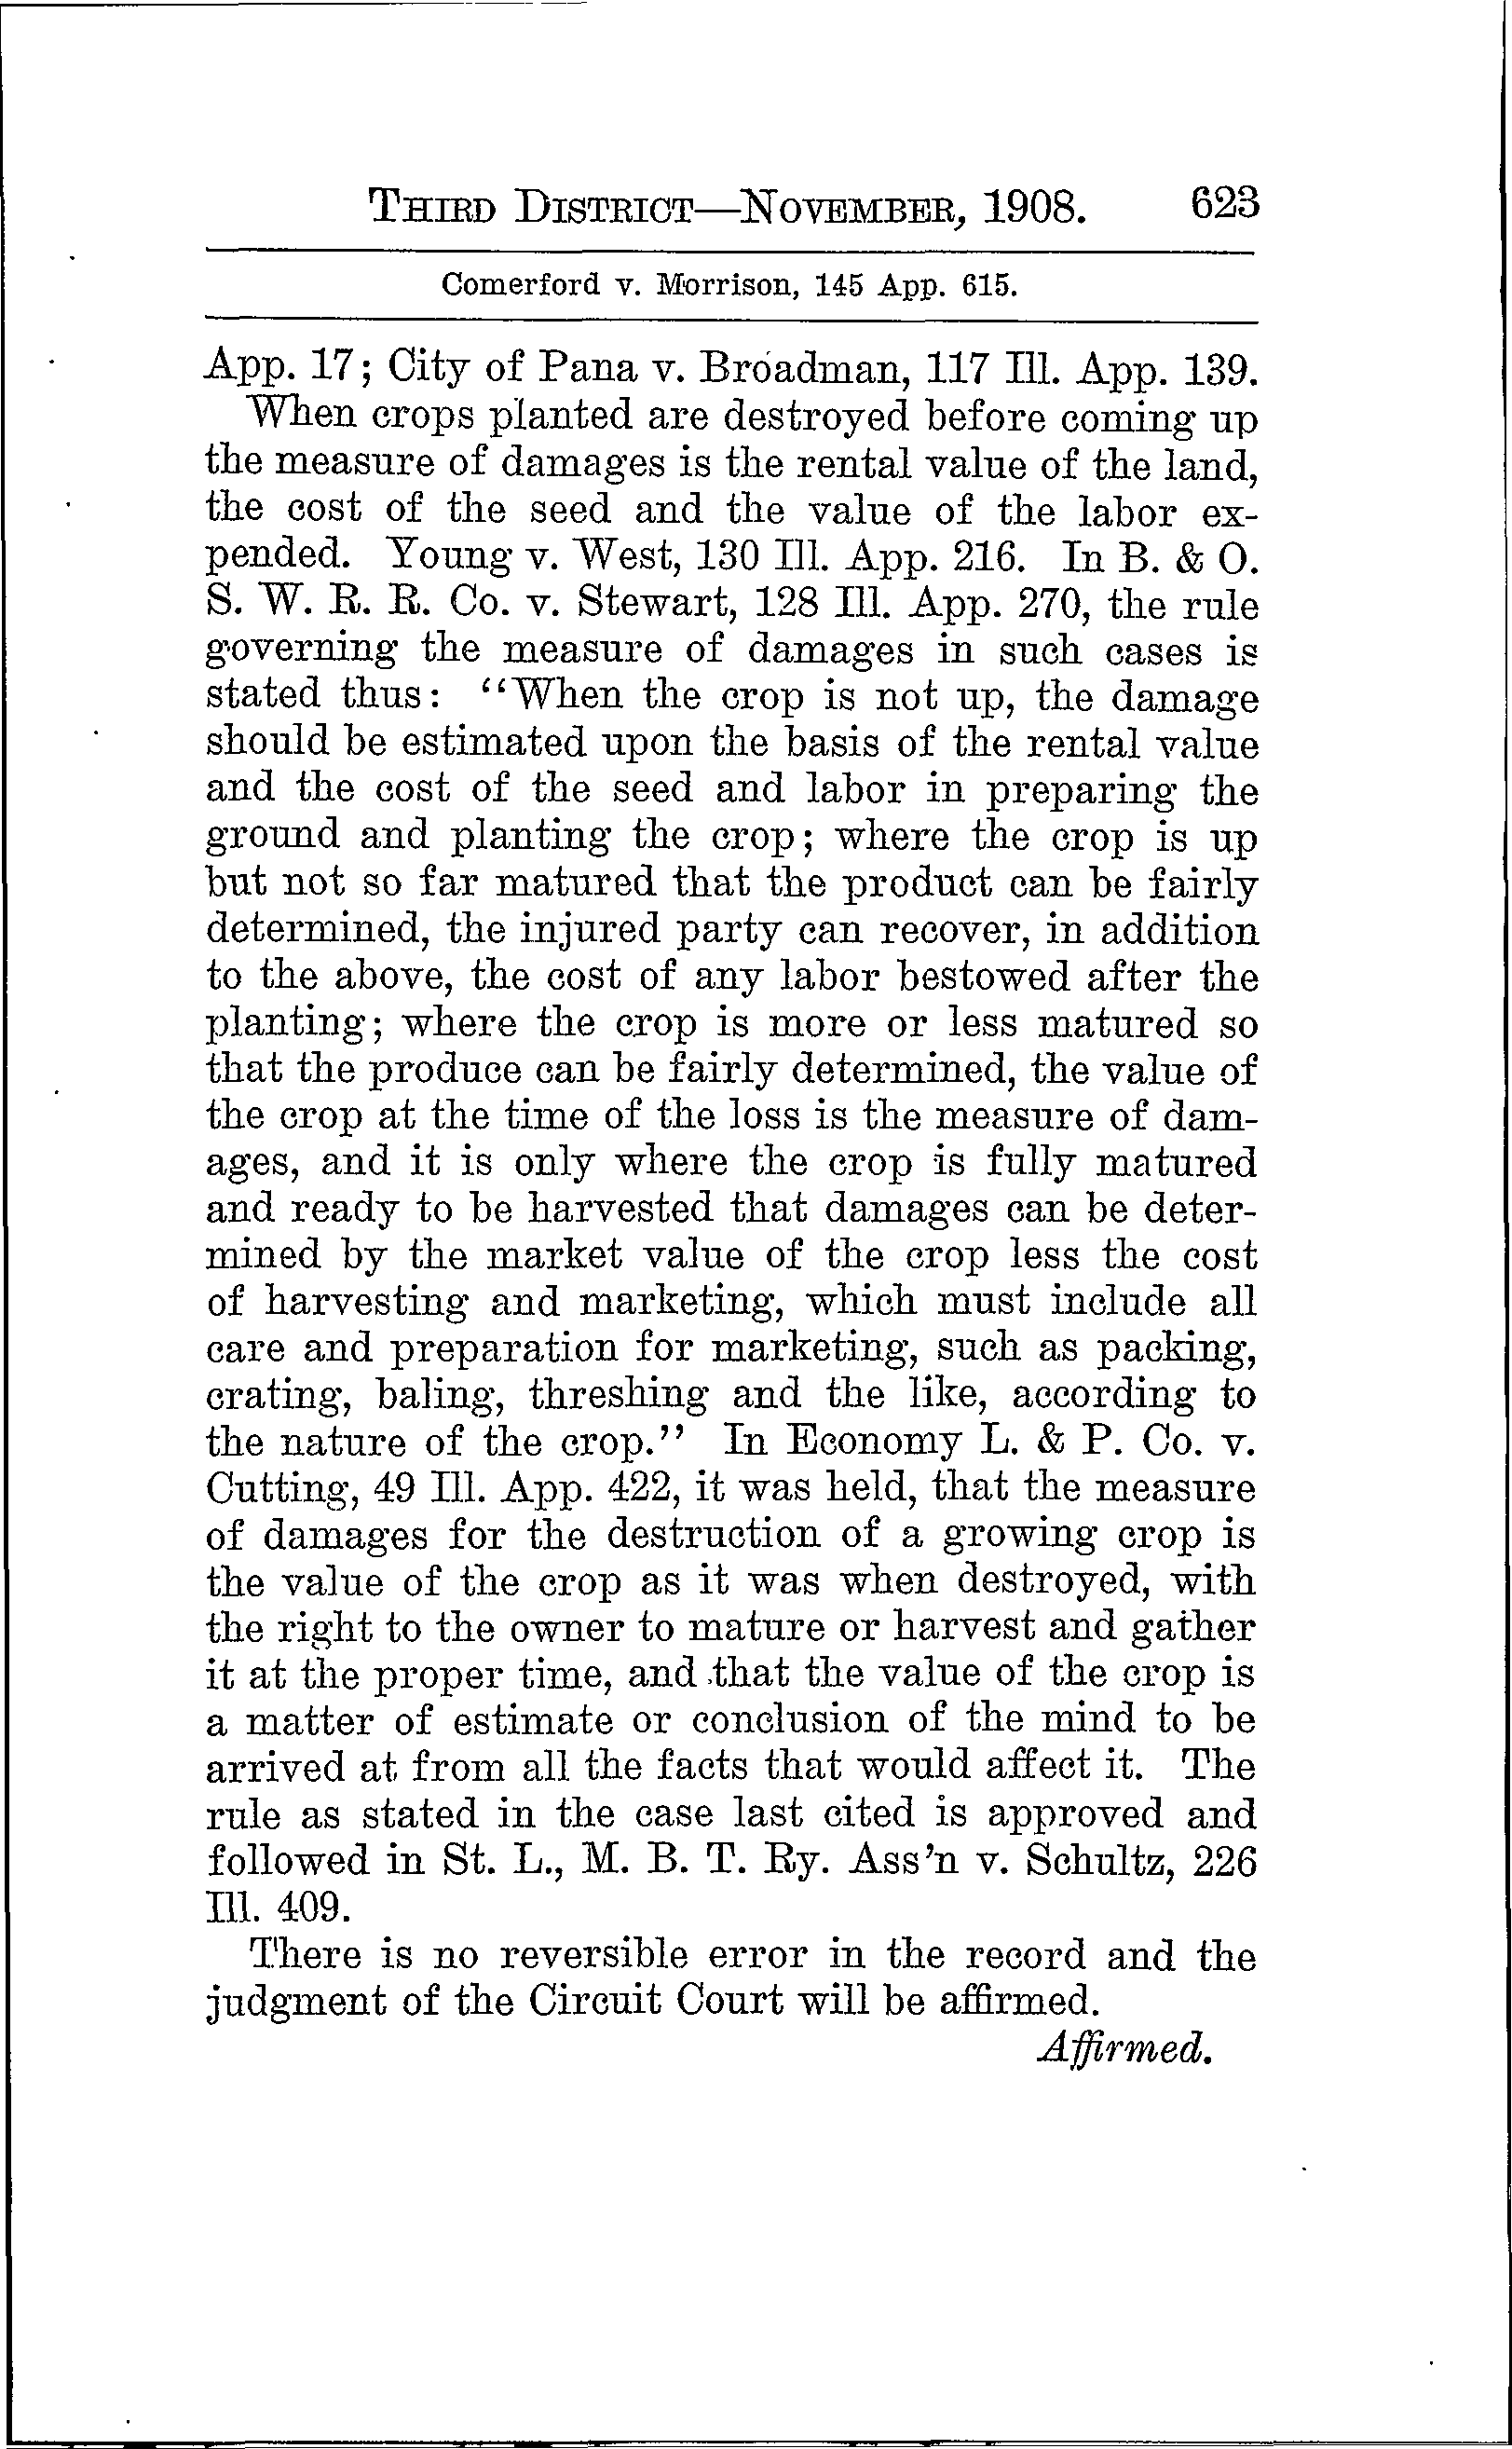 THIRD DISTRICT—NOVEMBER, 1908. 623
Comerford v. Morrison, 145 App. 615.
App. 17; City of Pana v. Broadman, 117 Ill. App. 139.
When crops planted are destroyed before coming up
the measure of damages is the rental value of the land,
the cost of the seed and the value of the labor ex-
pended. Young v. West, 130 Ill. App. 216. In B. & O.
S. W. R. R. Co. v. Stewart, 128 Ill. App. 270, the rule
governing the measure of damages in such cases is
stated thus: "When the crop is not up, the damage
should be estimated upon the basis of the rental value
and the cost of the seed and labor in preparing the
ground and planting the crop; where the crop is up
but not so far matured that the product can be fairly
determined, the injured party can recover, in addition
to the above, the cost of any labor bestowed after the
planting; where the crop is more or less matured so
that the produce can be fairly determined, the value of
the crop at the time of the loss is the measure of dam-
ages, and it is only where the crop is fully matured
and ready to be harvested that damages can be deter-
mined by the market value of the crop less the cost
of harvesting and marketing, which must include all
care and preparation for marketing, such as packing,
crating, baling, threshing and the like, according to
the nature of the crop." In Economy L. & P. Co. v.
Cutting, 49 Ill. App. 422, it was held, that the measure
of damages for the destruction of a growing crop is
the value of the crop as it was when destroyed, with
the right to the owner to mature or harvest and gather
it at the proper time, and that the value of the crop is
a matter of estimate or conclusion of the mind to be
arrived at from all the facts that would affect it. The
rule as stated in the case last cited is approved and
followed in St. L., M. B. T. Ry. Ass'n v. Schultz, 226
Ill. 409.
There is no reversible error in the record and the
judgment of the Circuit Court will be affirmed.
Affirmed.